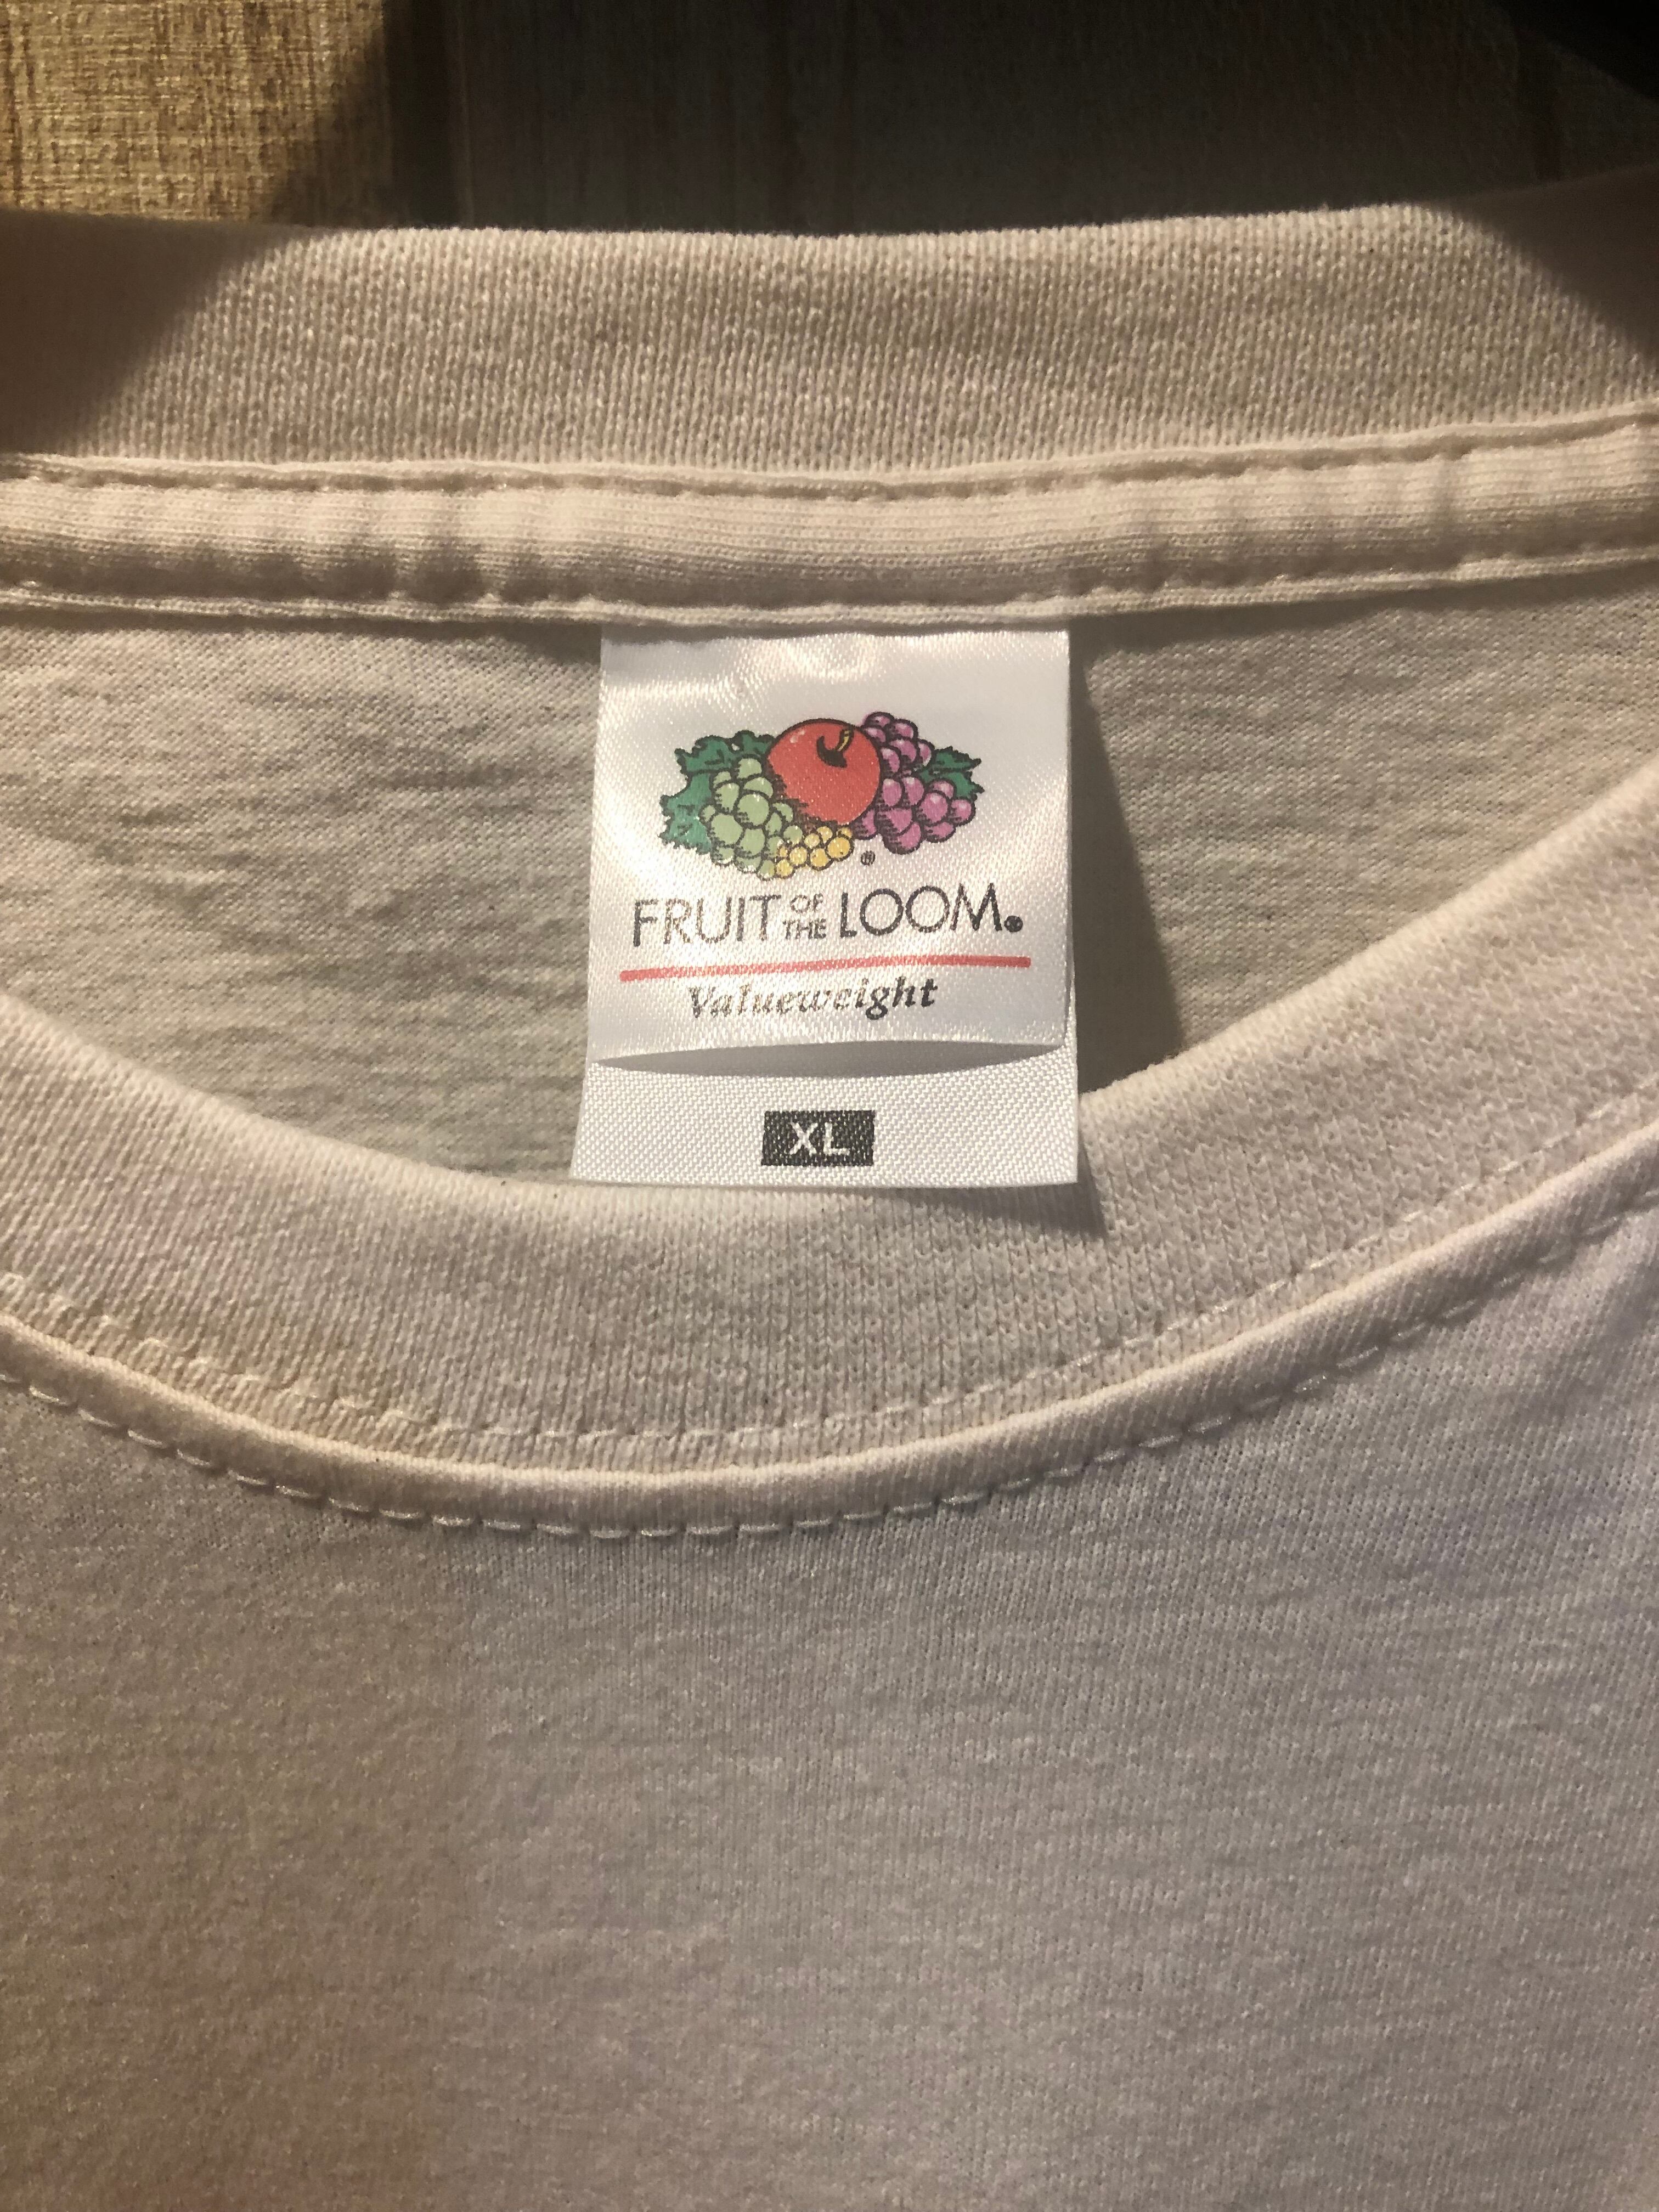 FRUIT OF THE LOOM®
Valueweight
XL